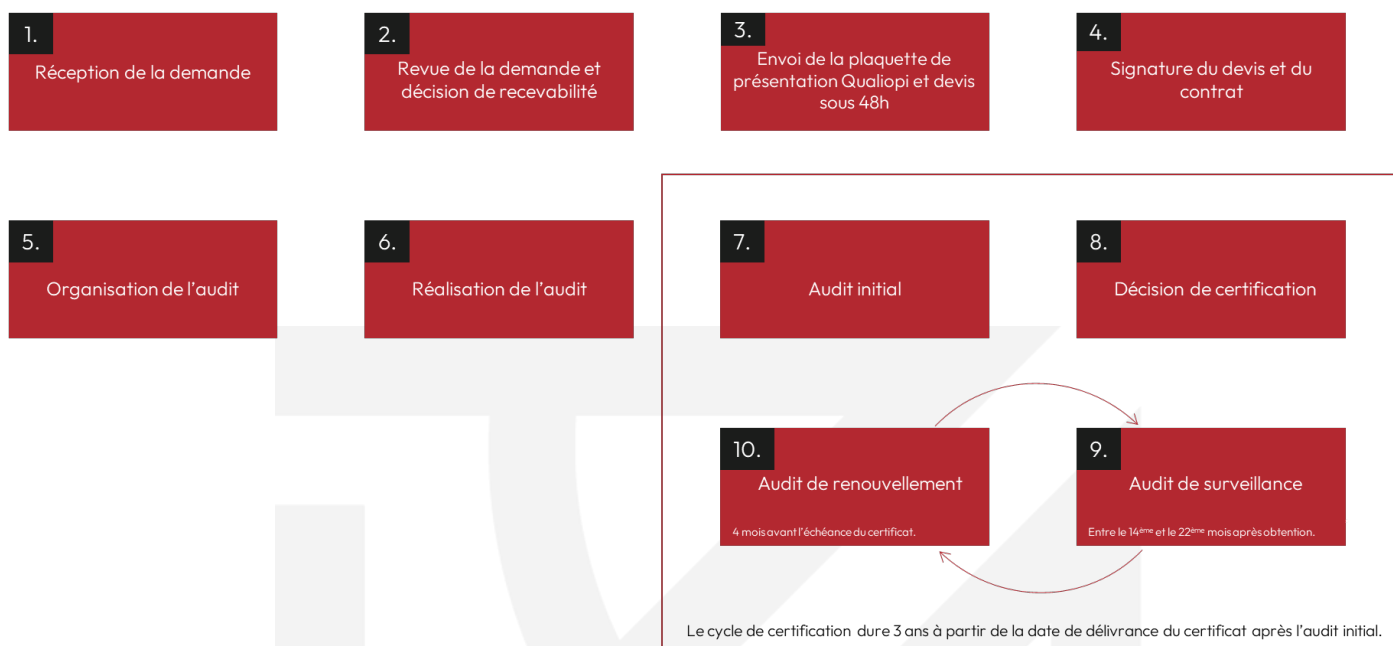 1.
Réception de la demande
2.
Revue de la demande et
décision de recevabilité
3.
Envoi de la plaquette de
présentation Qualiopi et devis
sous 48h
4.
Signature du devis et du
contrat
5.
Organisation de l’audit
6.
Réalisation de l’audit
7.
Audit initial
8.
Décision de certification
10.
Audit de renouvellement
4 mois avant l’échéance du certificat.
9.
Audit de surveillance
Entre le 14ème et le 22ème mois après obtention.
Le cycle de certification dure 3 ans à partir de la date de délivrance du certificat après l’audit initial.